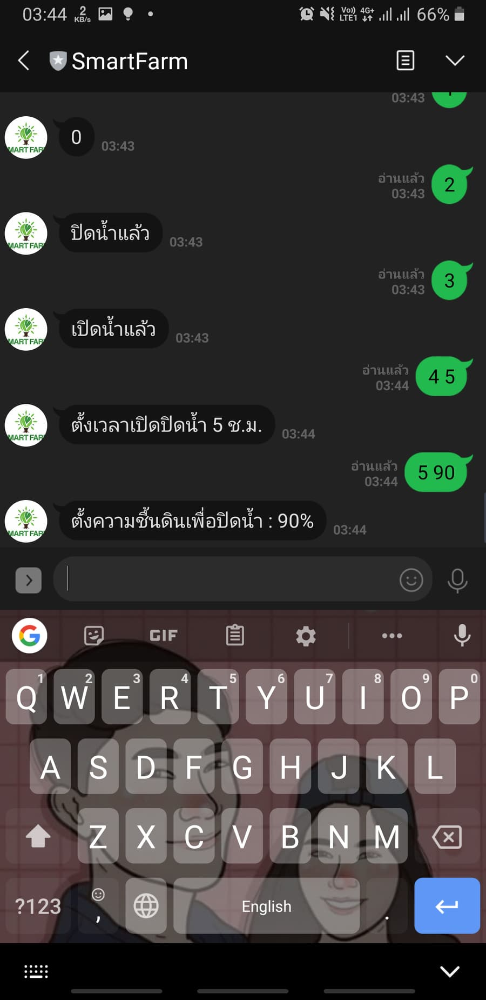 03:44 2 KB/s Vo)) LTE1 4G+ 66%
SmartFarm
03:43
0 03:43
MART FAR
อ่านแล้ว
03:43 2
ปิดน้ำแล้ว 03:43
MART FAR
อ่านแล้ว
03:43 3
เปิดน้ำแล้ว 03:43
MART FAR
อ่านแล้ว
03:44 4 5
ตั้งเวลาเปิดปิดน้ำ 5 ช.ม. 03:44
MART FAR
อ่านแล้ว
03:44 5 90
ตั้งความชื้นดินเพื่อปิดน้ำ : 90% 03:44
MART FAR
G GIF
1 2 3 4 5 6 7 8 9 0
Q W E R T Y U I O P
A S D F G H J K L
Z X C V B N M
?123 , English .